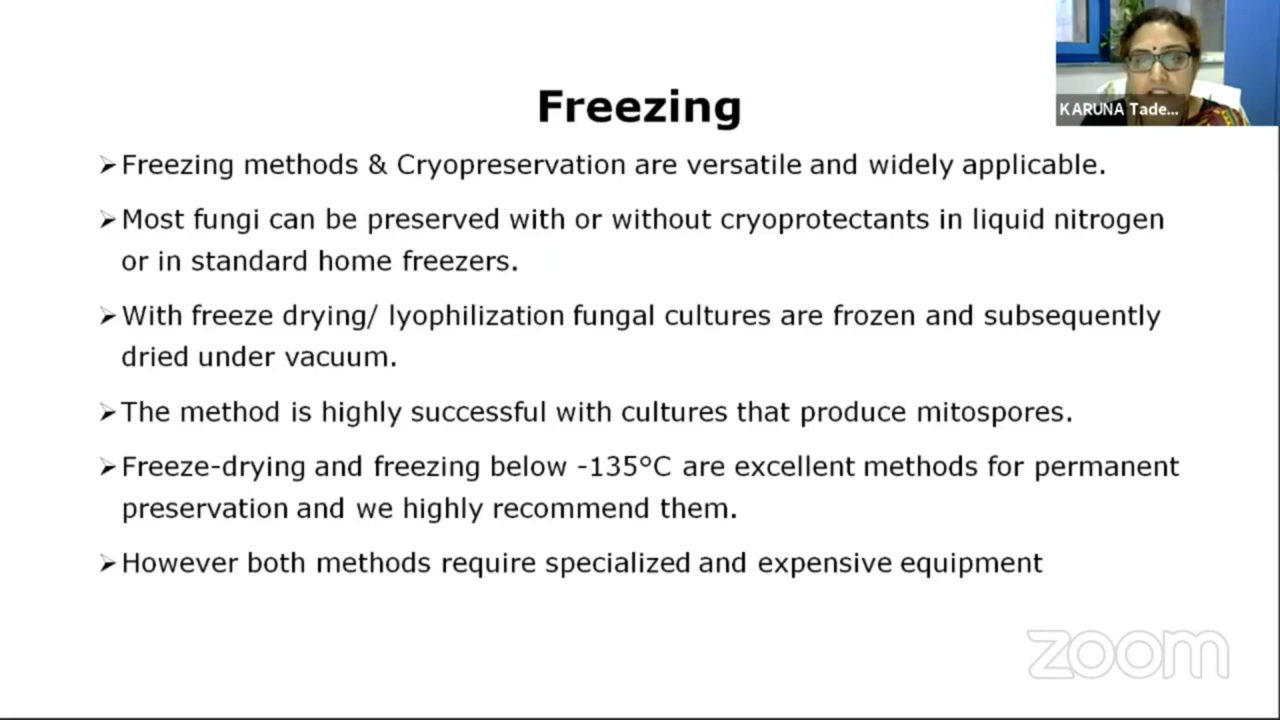 KARUNA Tade...
Freezing
➢Freezing methods & Cryopreservation are versatile and widely applicable.
➢Most fungi can be preserved with or without cryoprotectants in liquid nitrogen
or in standard home freezers.
➢With freeze drying/ lyophilization fungal cultures are frozen and subsequently
dried under vacuum.
➢The method is highly successful with cultures that produce mitospores.
➢Freeze-drying and freezing below -135°C are excellent methods for permanent
preservation and we highly recommend them.
➢However both methods require specialized and expensive equipment
zoom